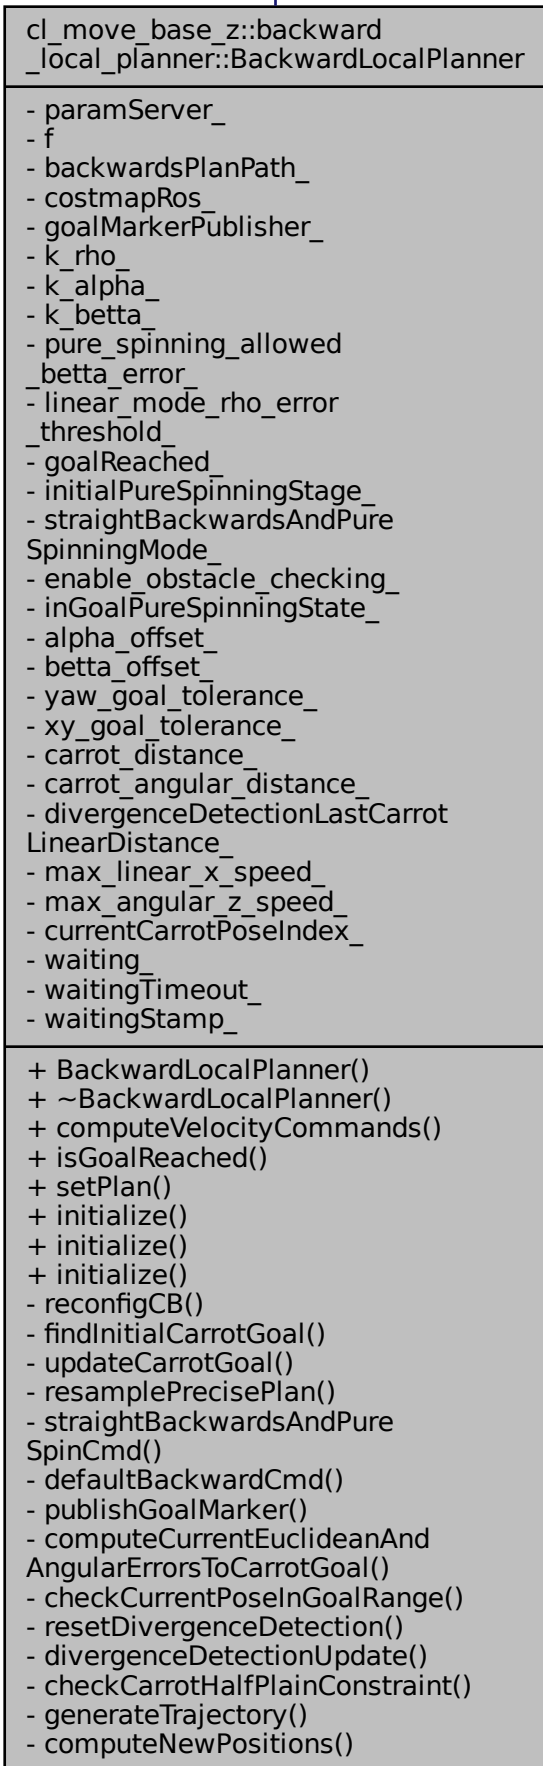 cl_move_base_z::backward
_local_planner::BackwardLocalPlanner
- paramServer_
- f
- backwardsPlanPath_
- costmapRos_
- goalMarkerPublisher_
- k_rho_
- k_alpha_
- k_betta_
- pure_spinning_allowed
_betta_error_
- linear_mode_rho_error
_threshold_
- goalReached_
- initialPureSpinningStage_
- straightBackwardsAndPure
SpinningMode_
- enable_obstacle_checking_
- inGoalPureSpinningState_
- alpha_offset_
- betta_offset_
- yaw_goal_tolerance_
- xy_goal_tolerance_
- carrot_distance_
- carrot_angular_distance_
- divergenceDetectionLastCarrot
LinearDistance_
- max_linear_x_speed_
- max_angular_z_speed_
- currentCarrotPoseIndex_
- waiting_
- waitingTimeout_
- waitingStamp_
+ BackwardLocalPlanner()
+ ~BackwardLocalPlanner()
+ computeVelocityCommands()
+ isGoalReached()
+ setPlan()
+ initialize()
+ initialize()
+ initialize()
- reconfigCB()
- findInitialCarrotGoal()
- updateCarrotGoal()
- resamplePrecisePlan()
- straightBackwardsAndPure
SpinCmd()
- defaultBackwardCmd()
- publishGoalMarker()
- computeCurrentEuclideanAnd
AngularErrorsToCarrotGoal()
- checkCurrentPoseInGoalRange()
- resetDivergenceDetection()
- divergenceDetectionUpdate()
- checkCarrotHalfPlainConstraint()
- generateTrajectory()
- computeNewPositions()